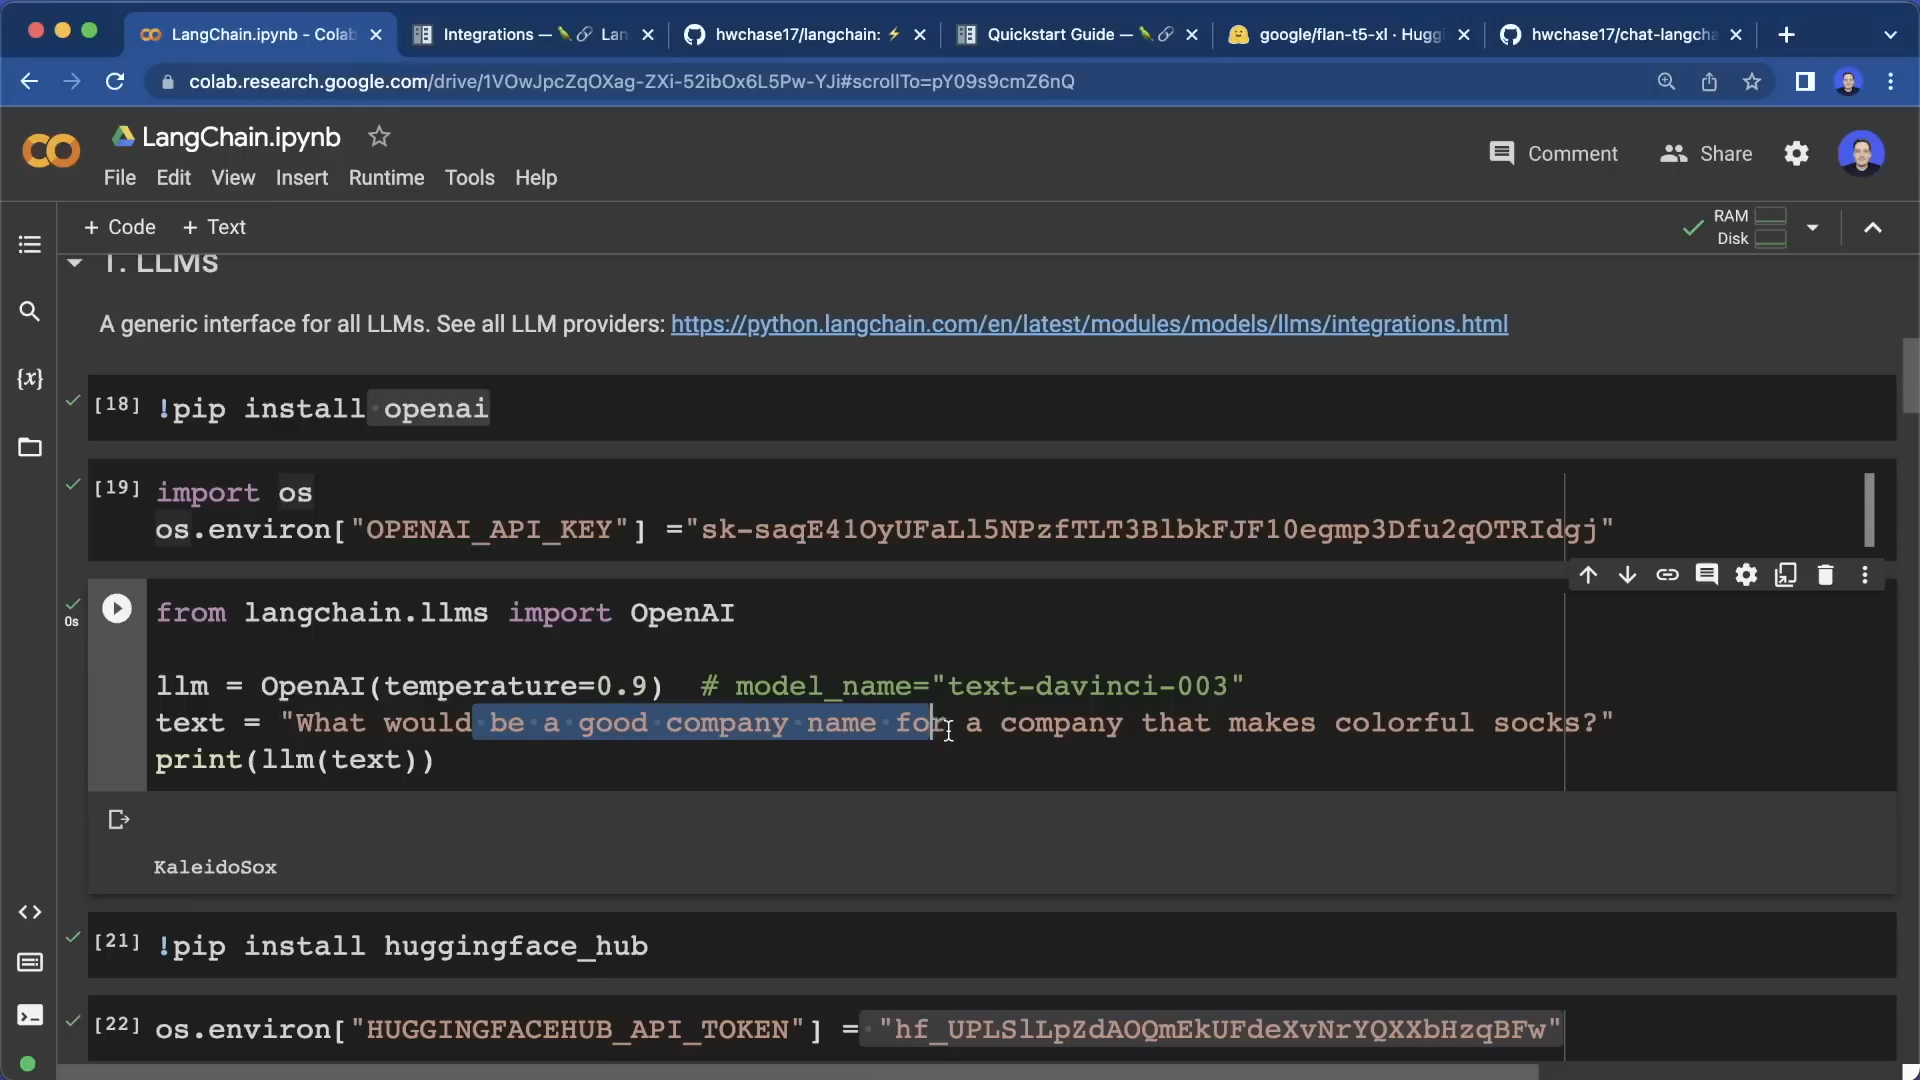 LangChain.ipynb - Colab
Integrations — 🦜🔗 Lan
hwchase17/langchain: ⚡
Quickstart Guide — 🦜🔗
google/flan-t5-xl · Huggi
hwchase17/chat-langcha
colab.research.google.com/drive/1VOwJpcZqOXag-ZXi-52ibOx6L5Pw-YJi#scrollTo=pY09s9cmZ6nQ
LangChain.ipynb
Comment
Share
File Edit View Insert Runtime Tools Help
+ Code + Text
RAM
Disk
1. LLMs
A generic interface for all LLMs. See all LLM providers: https://python.langchain.com/en/latest/modules/models/llms/integrations.html
[18] !pip install openai
[19] import os
os.environ["OPENAI_API_KEY"] ="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"
0s
from langchain.llms import OpenAI
llm = OpenAI(temperature=0.9)  # model_name="text-davinci-003"
text = "What would be a good company name for a company that makes colorful socks?"
print(llm(text))
KaleidoSox
[21] !pip install huggingface_hub
[22] os.environ["HUGGINGFACEHUB_API_TOKEN"] = "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"